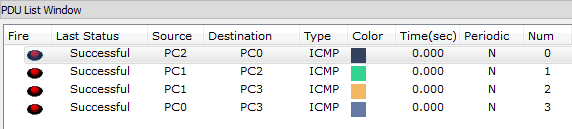 PDU List Window
Fire Last Status Source Destination Type Color Time(sec) Periodic Num
Successful PC2 PC0 ICMP 0.000 N 0
Successful PC1 PC2 ICMP 0.000 N 1
Successful PC1 PC3 ICMP 0.000 N 2
Successful PC0 PC3 ICMP 0.000 N 3